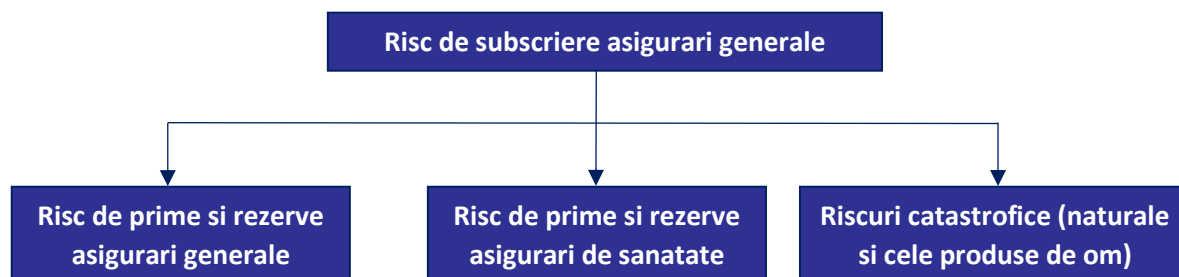 Risc de subscriere asigurari generale
Risc de prime si rezerve
asigurari generale
Risc de prime si rezerve
asigurari de sanatate
Riscuri catastrofice (naturale
si cele produse de om)